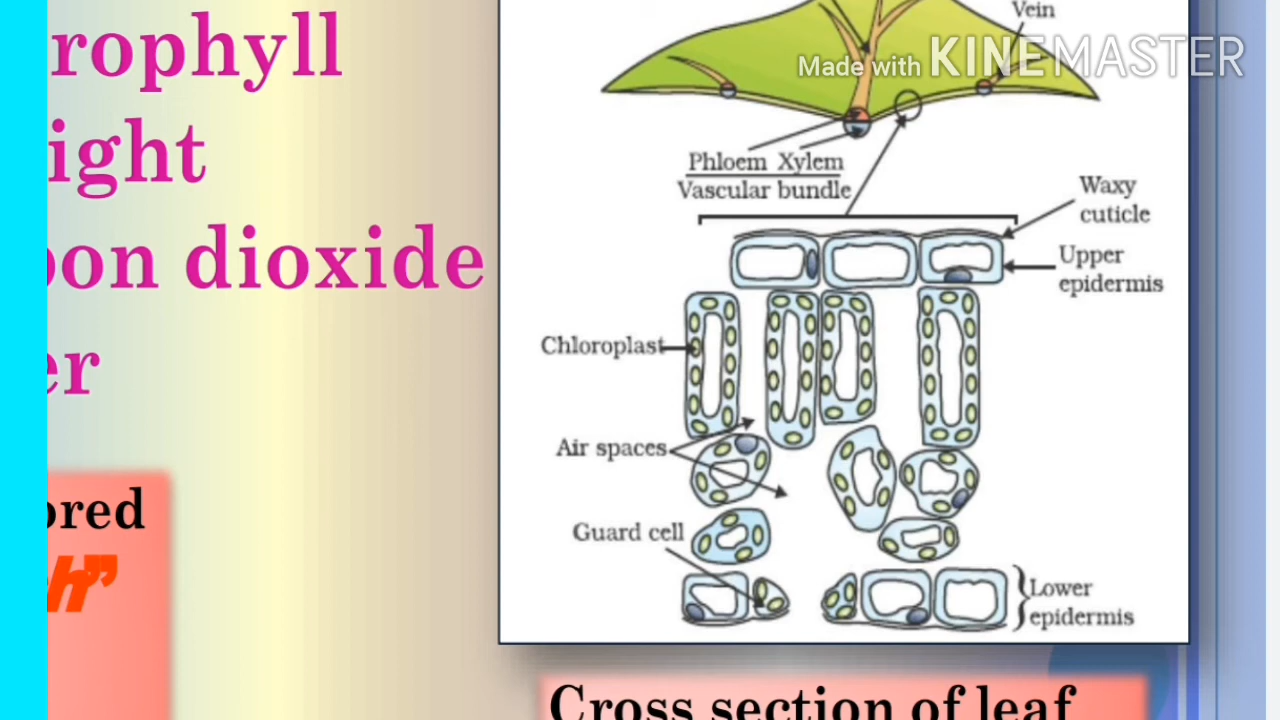 rophyll
ight
on dioxide
er
ored
h”
Vein
Made with KINEMASTER
Phloem Xylem
Vascular bundle
Waxy
cuticle
Upper
epidermis
Chloroplast
Air spaces
Guard cell
Lower
epidermis
Cross section of leaf